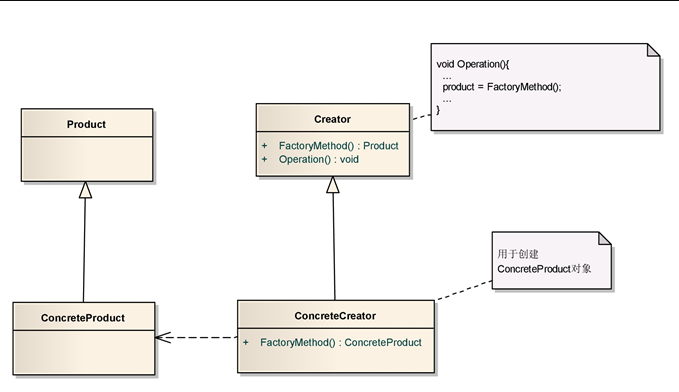 void Operation(){
...
product = FactoryMethod();
...
}
Product
Creator
+ FactoryMethod() : Product
+ Operation() : void
用于创建
ConcreteProduct对象
ConcreteProduct
ConcreteCreator
+ FactoryMethod() : ConcreteProduct